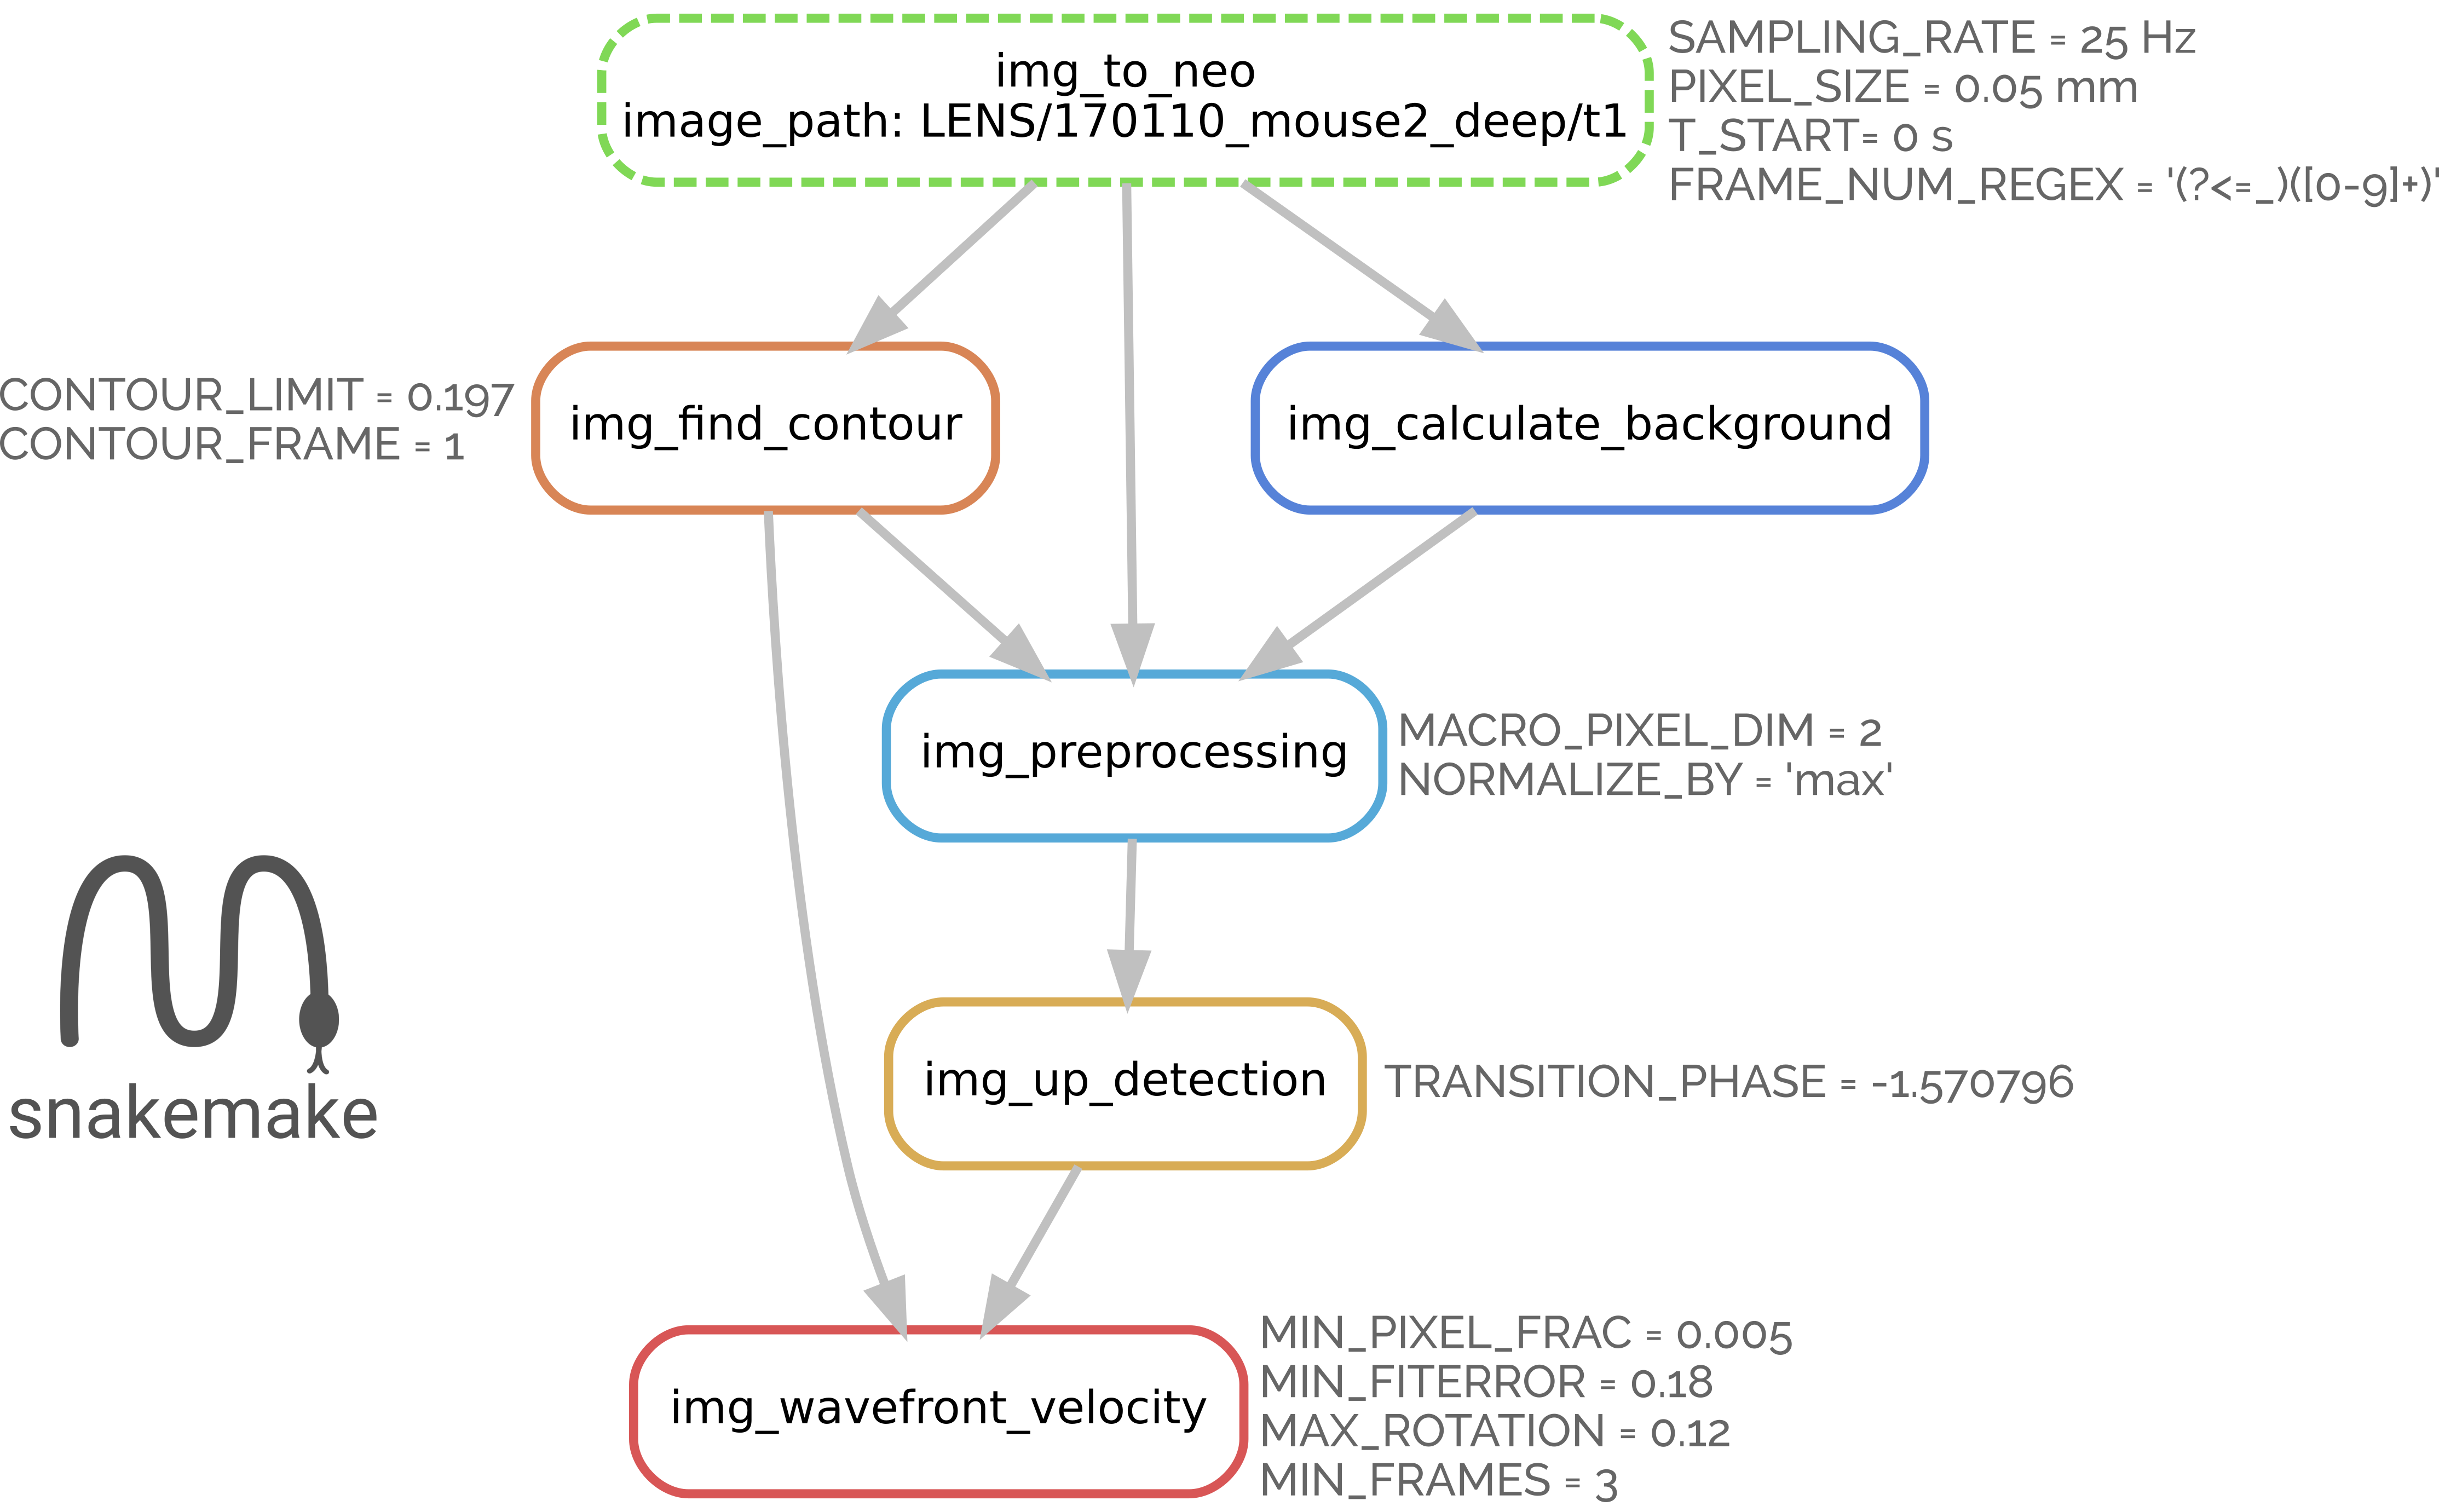 img_to_neo
image_path: LENS/170110_mouse2_deep/t1
SAMPLING_RATE = 25 Hz
PIXEL_SIZE = 0.05 mm
T_START= 0 s
FRAME_NUM_REGEX = '(?<=_)([0-9]+)'
CONTOUR_LIMIT = 0.197
CONTOUR_FRAME = 1
img_find_contour
img_calculate_background
img_preprocessing
MACRO_PIXEL_DIM = 2
NORMALIZE_BY = 'max'
snakemake
img_up_detection
TRANSITION_PHASE = -1.570796
img_wavefront_velocity
MIN_PIXEL_FRAC = 0.005
MIN_FITERROR = 0.18
MAX_ROTATION = 0.12
MIN_FRAMES = 3